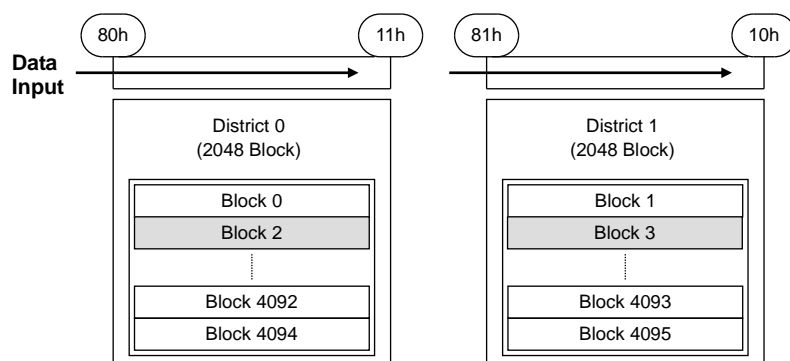 80h
11h
81h
10h
Data
Input
District 0
(2048 Block)
Block 0
Block 2
Block 4092
Block 4094
District 1
(2048 Block)
Block 1
Block 3
Block 4093
Block 4095